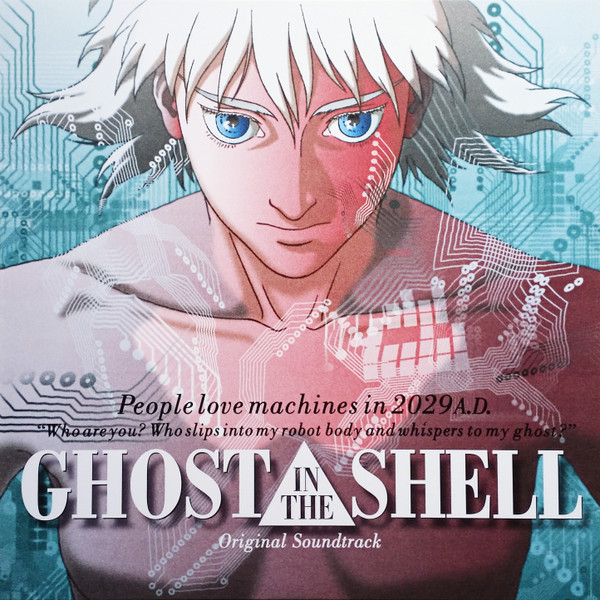 People love machines in 2029 A.D.
"Who are you? Who slips into my robot body and whispers to my ghost?"
GHOST IN THE SHELL
Original Soundtrack